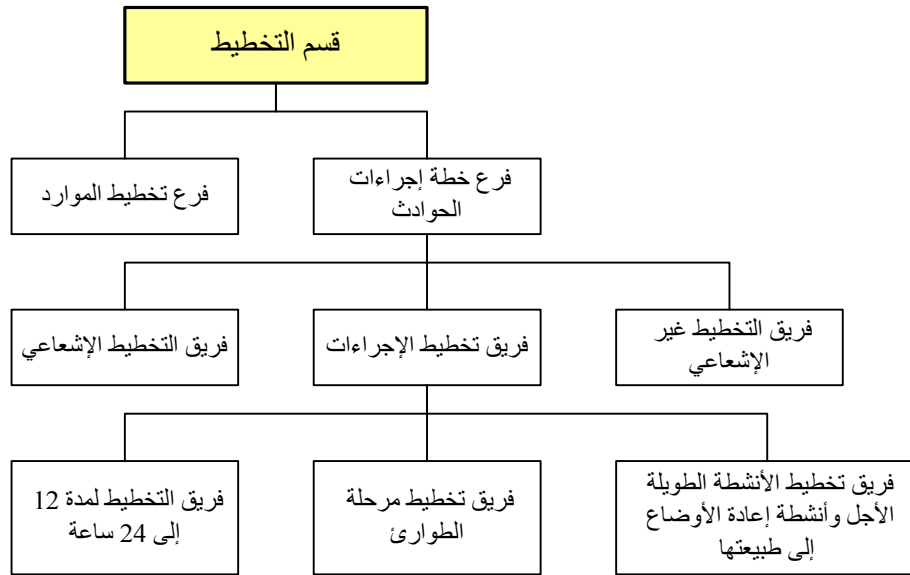 قسم التخطيط
فرع خطة إجراءات
الحوادث
فرع تخطيط الموارد
فريق التخطيط غير
الإشعاعي
فريق تخطيط الإجراءات
فريق التخطيط الإشعاعي
فريق تخطيط الأنشطة الطويلة
الأجل وأنشطة إعادة الأوضاع
إلى طبيعتها
فريق تخطيط مرحلة
الطوارئ
فريق التخطيط لمدة 12
إلى 24 ساعة